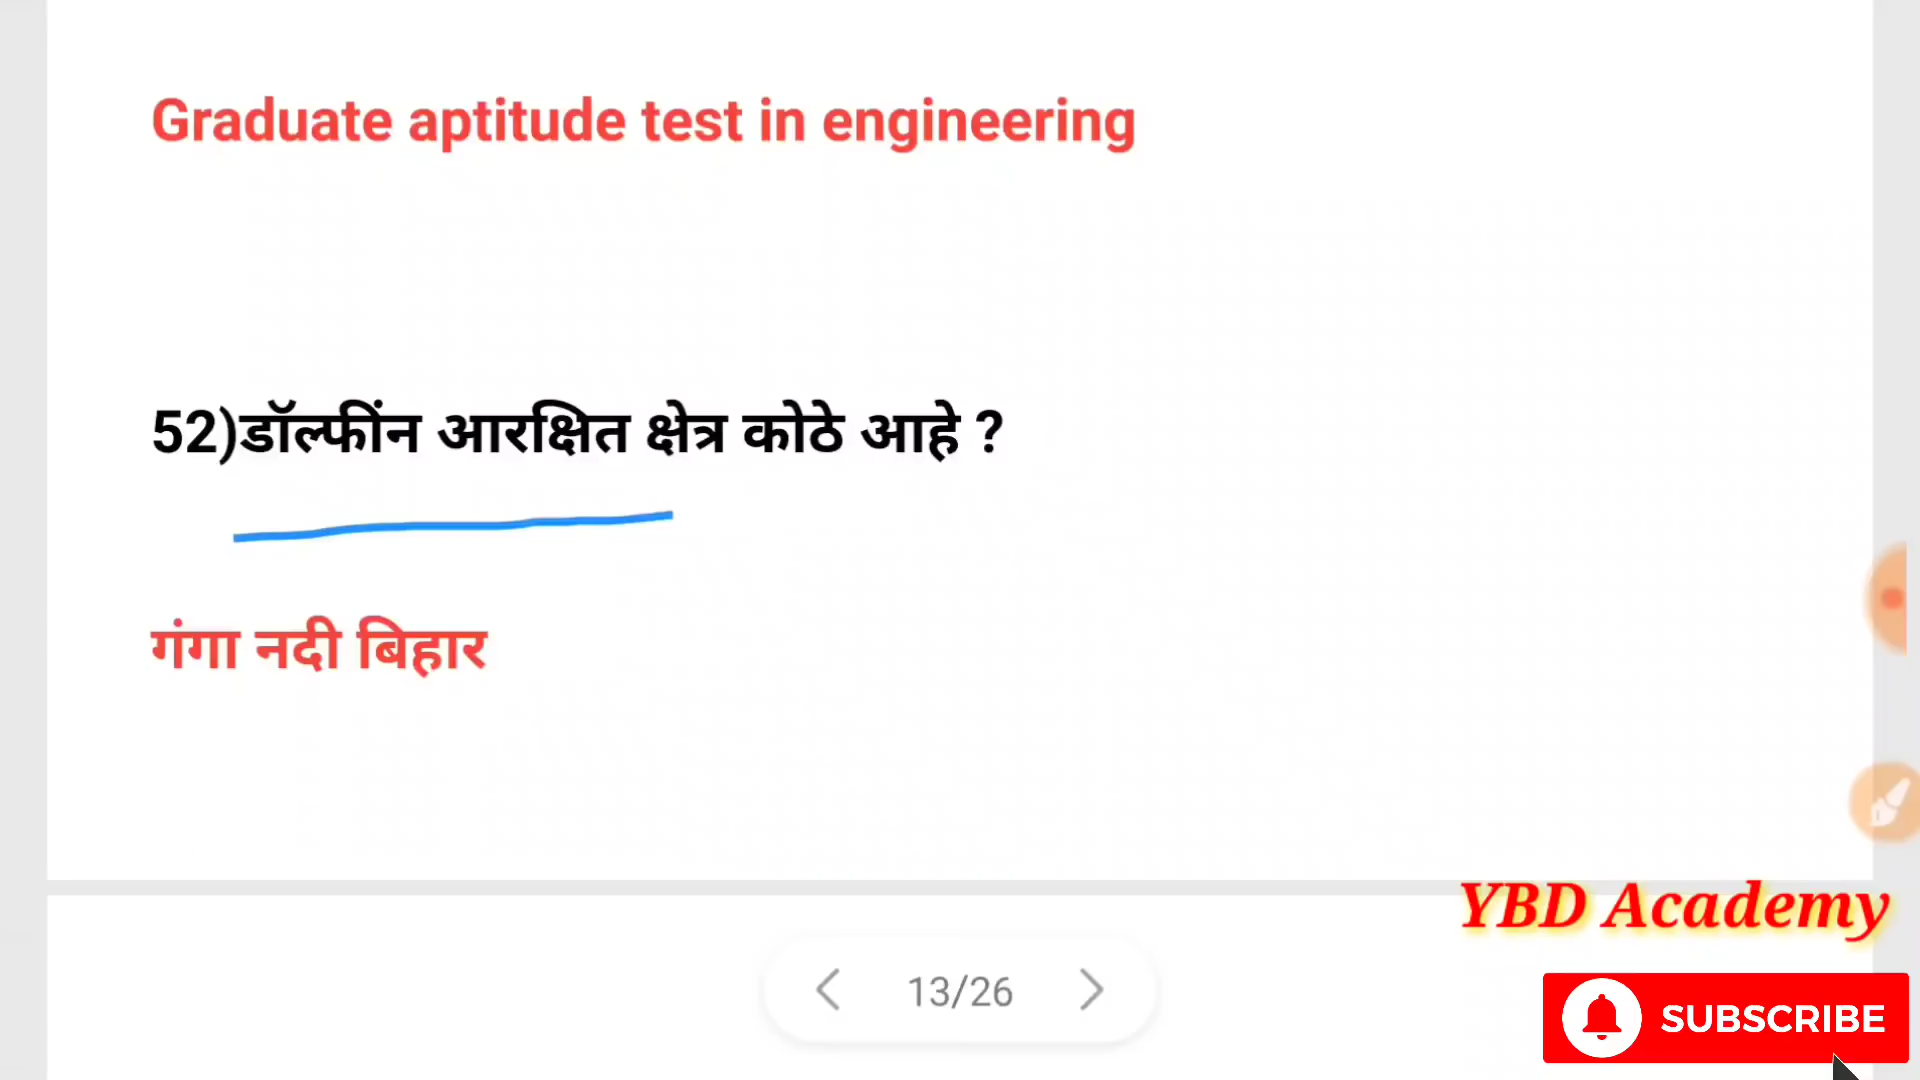 Graduate aptitude test in engineering
52)डॉल्फींन आरक्षित क्षेत्र कोठे आहे ?
गंगा नदी बिहार
YBD Academy
13/26
SUBSCRIBE